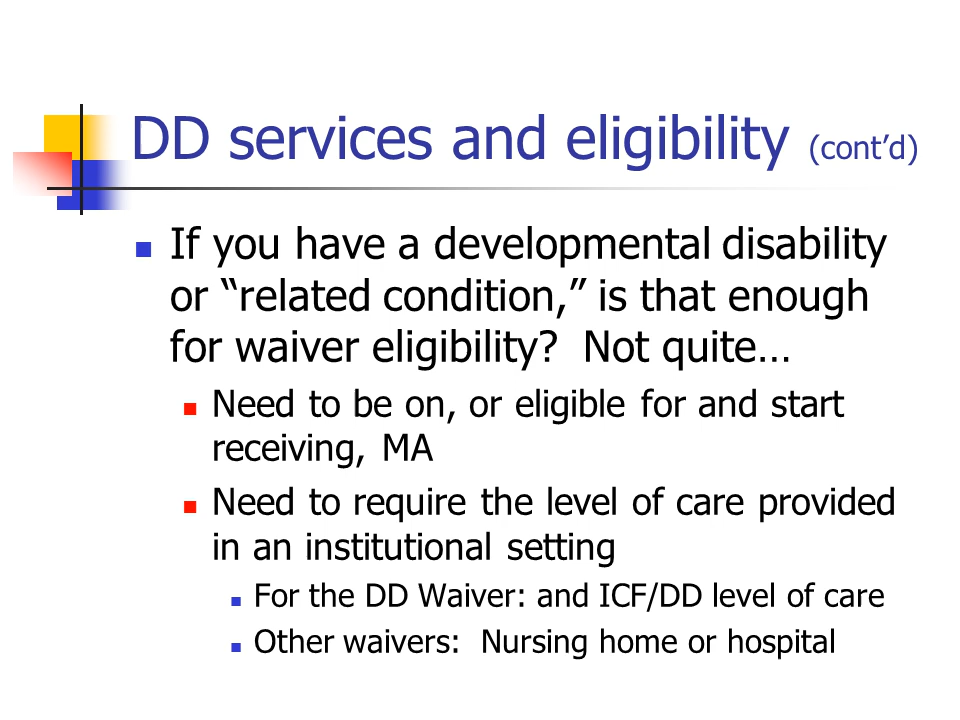 DD services and eligibility (cont’d)
If you have a developmental disability
or “related condition,” is that enough
for waiver eligibility?  Not quite…
Need to be on, or eligible for and start
receiving, MA
Need to require the level of care provided
in an institutional setting
For the DD Waiver: and ICF/DD level of care
Other waivers:  Nursing home or hospital